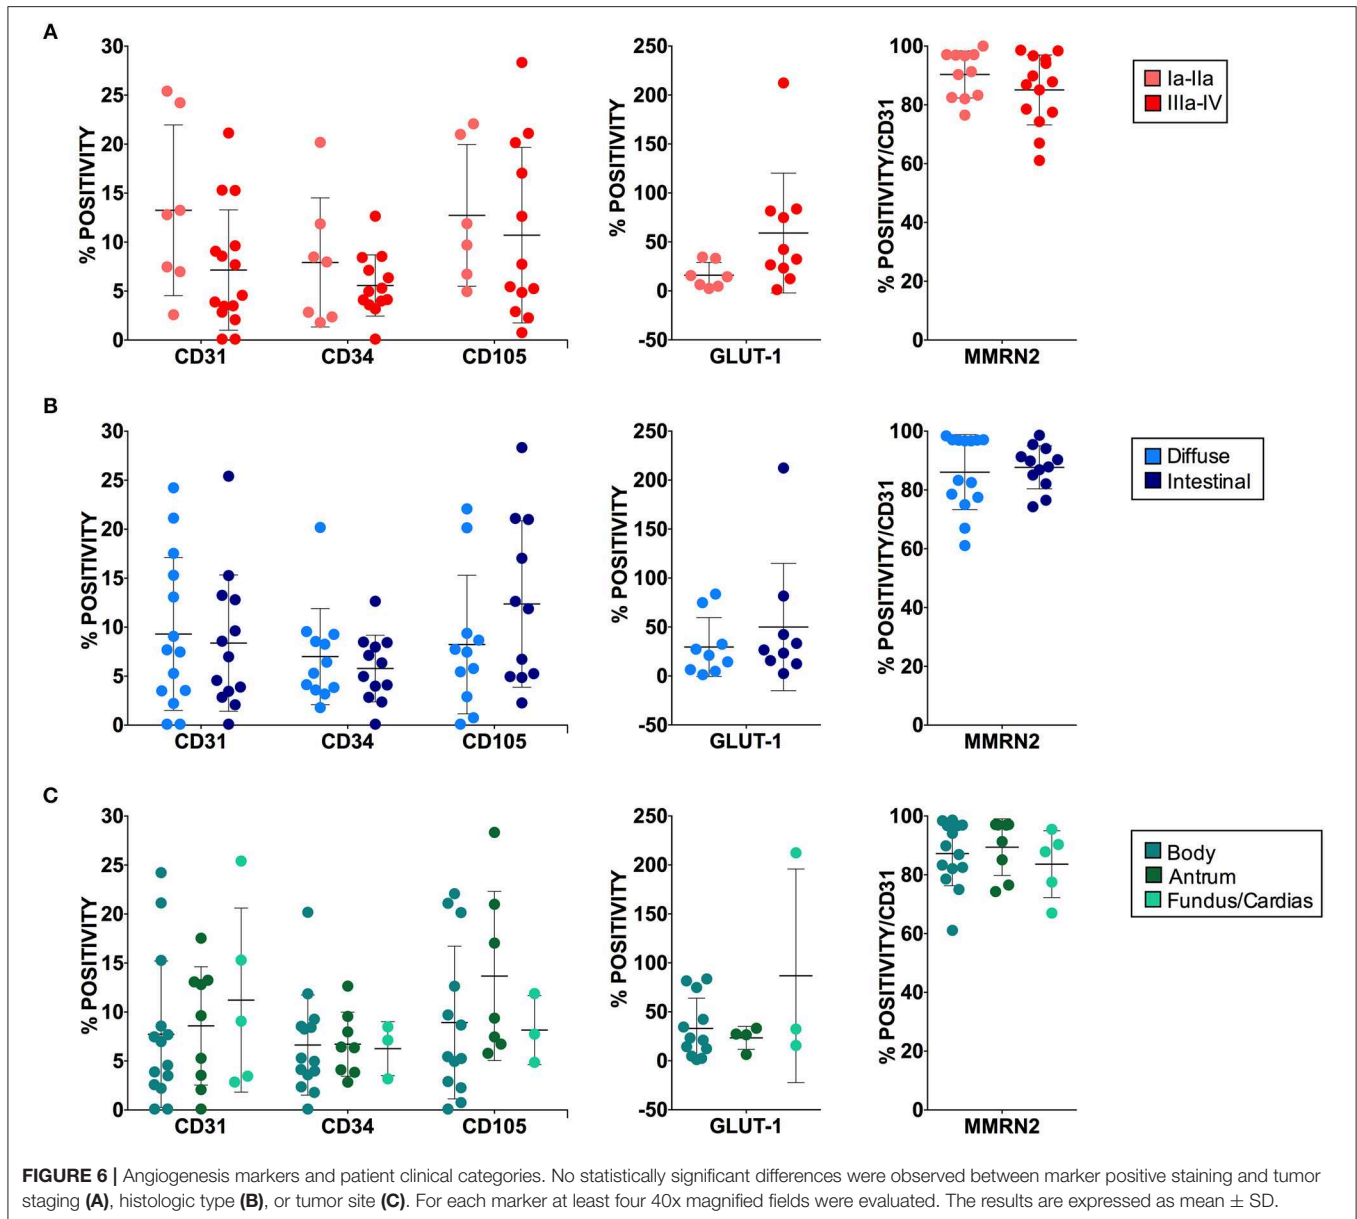 A
% POSITIVITY
30
25
20
15
10
5
0
CD31
CD34
CD105
% POSITIVITY
250
200
150
100
50
0
-50
GLUT-1
% POSITIVITY/CD31
100
80
60
40
20
0
MMRN2
Ia-IIa
IIIa-IV
B
% POSITIVITY
30
25
20
15
10
5
0
CD31
CD34
CD105
% POSITIVITY
250
200
150
100
50
0
-50
GLUT-1
% POSITIVITY/CD31
100
80
60
40
20
0
MMRN2
Diffuse
Intestinal
C
% POSITIVITY
30
25
20
15
10
5
0
CD31
CD34
CD105
% POSITIVITY
250
200
150
100
50
0
-50
GLUT-1
% POSITIVITY/CD31
100
80
60
40
20
0
MMRN2
Body
Antrum
Fundus/Cardias
FIGURE 6 | Angiogenesis markers and patient clinical categories. No statistically significant differences were observed between marker positive staining and tumor
staging (A), histologic type (B), or tumor site (C). For each marker at least four 40x magnified fields were evaluated. The results are expressed as mean ± SD.